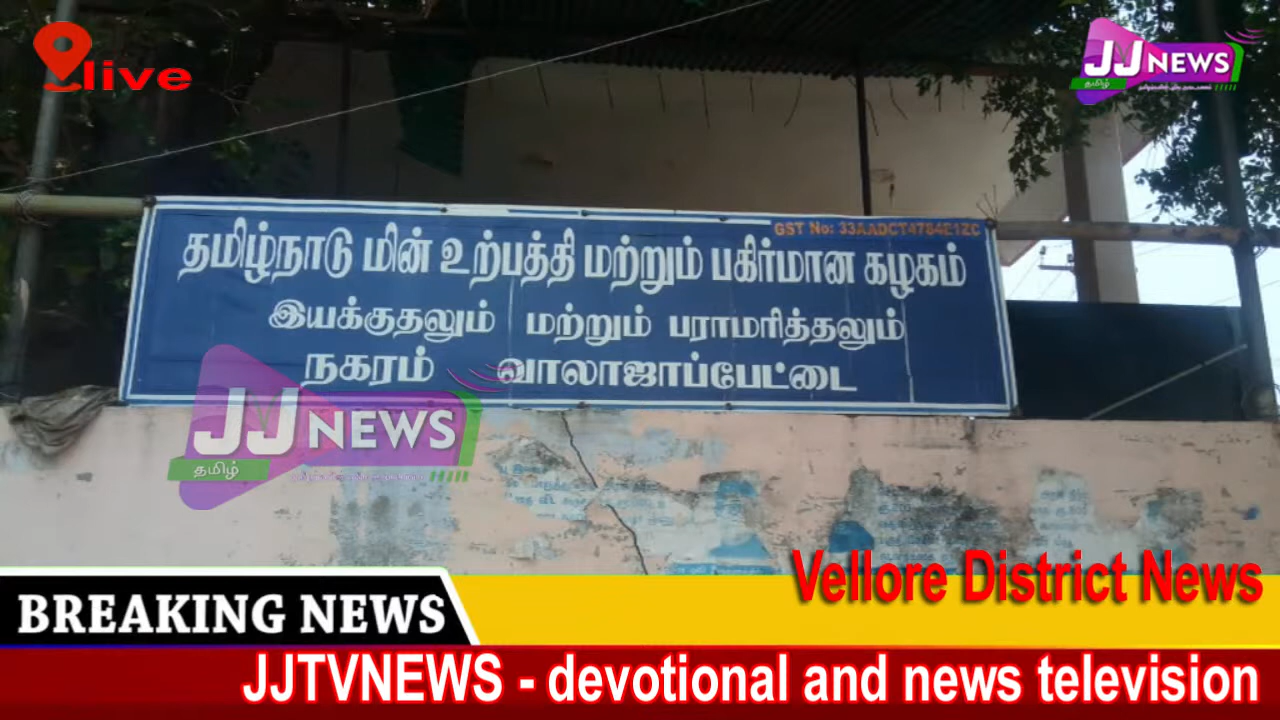 live
JJ NEWS
தமிழ்
GST No: 33AADCT4784E1ZC
தமிழ்நாடு மின் உற்பத்தி மற்றும் பகிர்மான கழகம்
இயக்குதலும் மற்றும் பராமரித்தலும்
நகரம் வாலாஜாப்பேட்டை
JJ NEWS
தமிழ்
Vellore District News
BREAKING NEWS
JJTVNEWS - devotional and news television